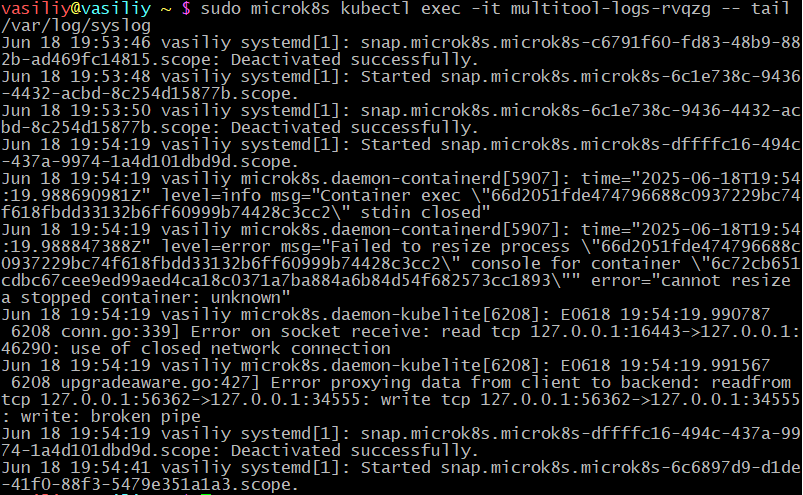 vasiliy@vasiliy ~ $ sudo microk8s kubectl exec -it multitool-logs-rvqzg -- tail
/var/log/syslog
Jun 18 19:53:46 vasiliy systemd[1]: snap.microk8s.microk8s-c6791f60-fd83-48b9-88
2b-ad469fc14815.scope: Deactivated successfully.
Jun 18 19:53:48 vasiliy systemd[1]: Started snap.microk8s.microk8s-6c1e738c-9436
-4432-acbd-8c254d15877b.scope.
Jun 18 19:53:50 vasiliy systemd[1]: snap.microk8s.microk8s-6c1e738c-9436-4432-ac
bd-8c254d15877b.scope: Deactivated successfully.
Jun 18 19:54:19 vasiliy systemd[1]: Started snap.microk8s.microk8s-dffffc16-494c
-437a-9974-1a4d101dbd9d.scope.
Jun 18 19:54:19 vasiliy microk8s.daemon-containerd[5907]: time="2025-06-18T19:54
:19.988690981Z" level=info msg="Container exec \"66d2051fde474796688c0937229bc74
f618fbdd33132b6ff60999b74428c3cc2\" stdin closed"
Jun 18 19:54:19 vasiliy microk8s.daemon-containerd[5907]: time="2025-06-18T19:54
:19.988847388Z" level=error msg="Failed to resize process \"66d2051fde474796688c
0937229bc74f618fbdd33132b6ff60999b74428c3cc2\" console for container \"6c72cb651
cdbc67cee9ed99aed4ca18c0371a7ba884a6b84d54f682573cc1893\"" error="cannot resize
a stopped container: unknown"
Jun 18 19:54:19 vasiliy microk8s.daemon-kubelite[6208]: E0618 19:54:19.990787
6208 conn.go:339] Error on socket receive: read tcp 127.0.0.1:16443->127.0.0.1:
46290: use of closed network connection
Jun 18 19:54:19 vasiliy microk8s.daemon-kubelite[6208]: E0618 19:54:19.991567
6208 upgradeaware.go:427] Error proxying data from client to backend: readfrom
tcp 127.0.0.1:56362->127.0.0.1:34555: write tcp 127.0.0.1:56362->127.0.0.1:34555
: write: broken pipe
Jun 18 19:54:19 vasiliy systemd[1]: snap.microk8s.microk8s-dffffc16-494c-437a-99
74-1a4d101dbd9d.scope: Deactivated successfully.
Jun 18 19:54:41 vasiliy systemd[1]: Started snap.microk8s.microk8s-6c6897d9-d1de
-41f0-88f3-5479e351a1a3.scope.